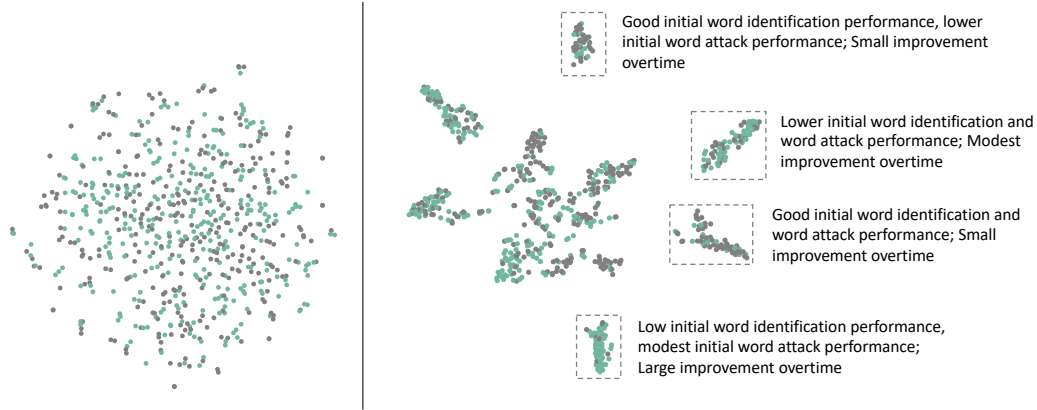 Good initial word identification performance, lower
initial word attack performance; Small improvement
overtime
Lower initial word identification and
word attack performance; Modest
improvement overtime
Good initial word identification and
word attack performance; Small
improvement overtime
Low initial word identification performance,
modest initial word attack performance;
Large improvement overtime